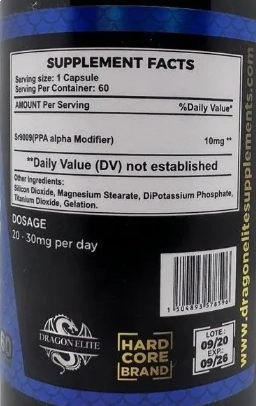 SUPPLEMENT FACTS
Serving size: 1 Capsule
Serving Per Container: 60
AMOUNT Per Serving %Daily Value*
Sr9009(PPA alpha Modifier) 10mg **
**Daily Value (DV) not established
Other Ingredients:
Silicon Dioxide, Magnesium Stearate, DiPotassium Phosphate,
Titanium Dioxide, Gelation.
DOSAGE
20 - 30mg per day
DRAGON ELITE
HARD
CORE
BRAND
LOTE:
09/20
EXP:
09/26
www.dragonelitesupplements.com